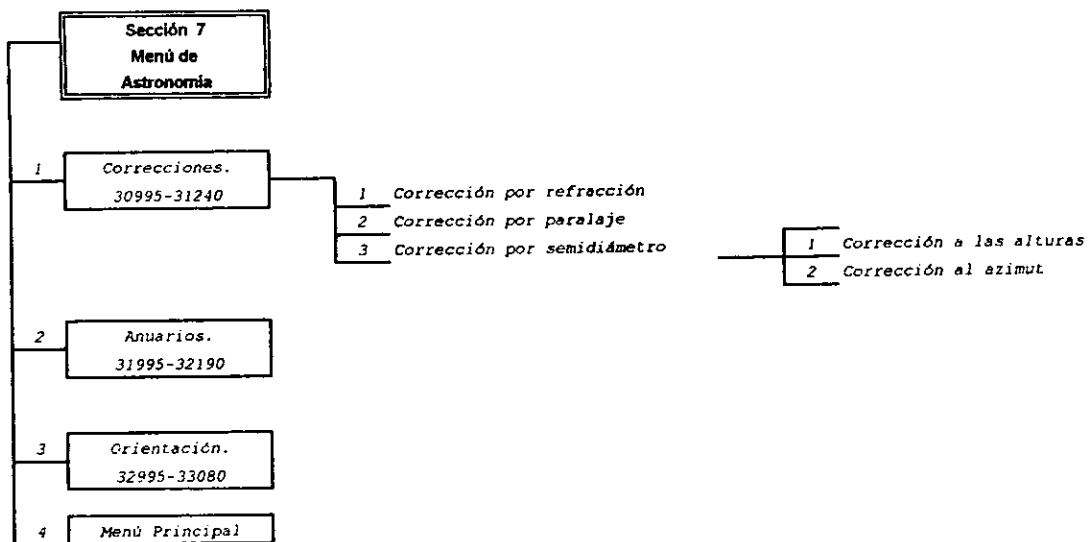 Sección 7
Menú de
Astronomía
1 Correcciones.
30995-31240
1 Corrección por refracción
2 Corrección por paralaje
3 Corrección por semidiámetro
1 Corrección a las alturas
2 Corrección al azimut
2 Anuarios.
31995-32190
3 Orientación.
32995-33080
4 Menú Principal